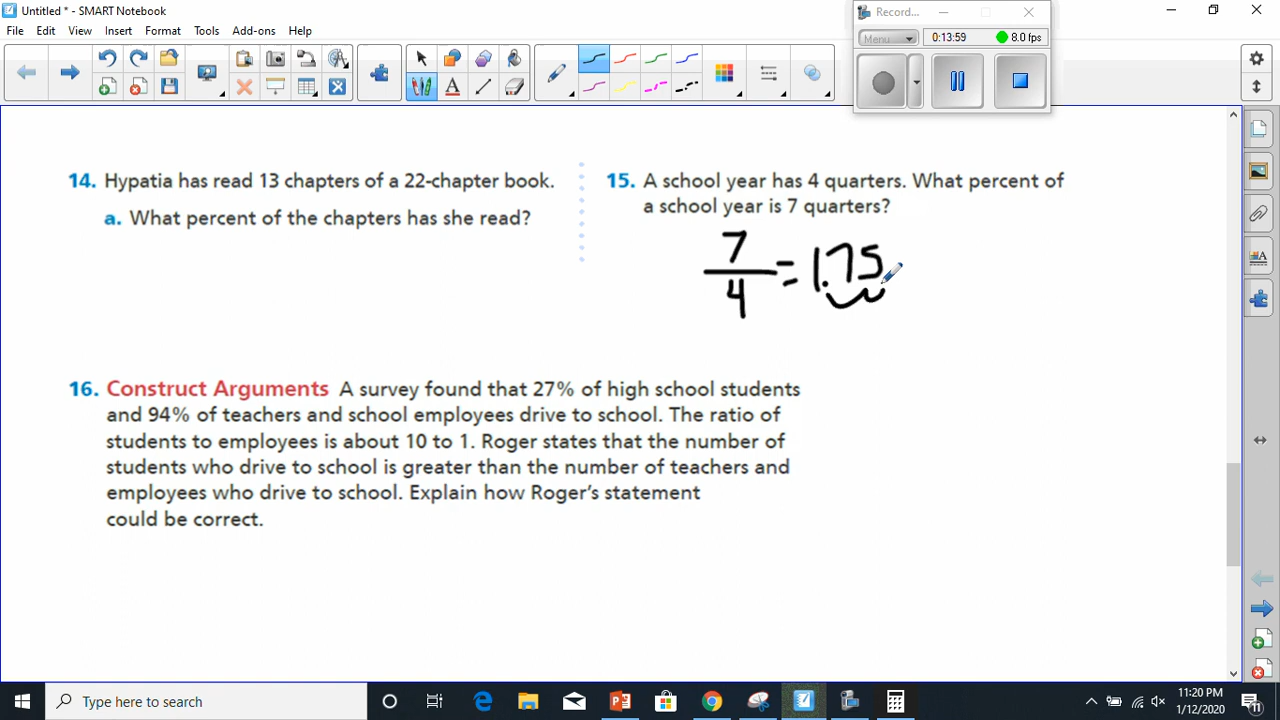 Untitled * - SMART Notebook
File Edit View Insert Format Tools Add-ons Help
Record...
Menu
0:13:59
8.0 fps
14. Hypatia has read 13 chapters of a 22-chapter book.
a. What percent of the chapters has she read?
15. A school year has 4 quarters. What percent of
a school year is 7 quarters?
7
4
=1.75
16. Construct Arguments A survey found that 27% of high school students
and 94% of teachers and school employees drive to school. The ratio of
students to employees is about 10 to 1. Roger states that the number of
students who drive to school is greater than the number of teachers and
employees who drive to school. Explain how Roger's statement
could be correct.
Type here to search
11:20 PM
1/12/2020
11